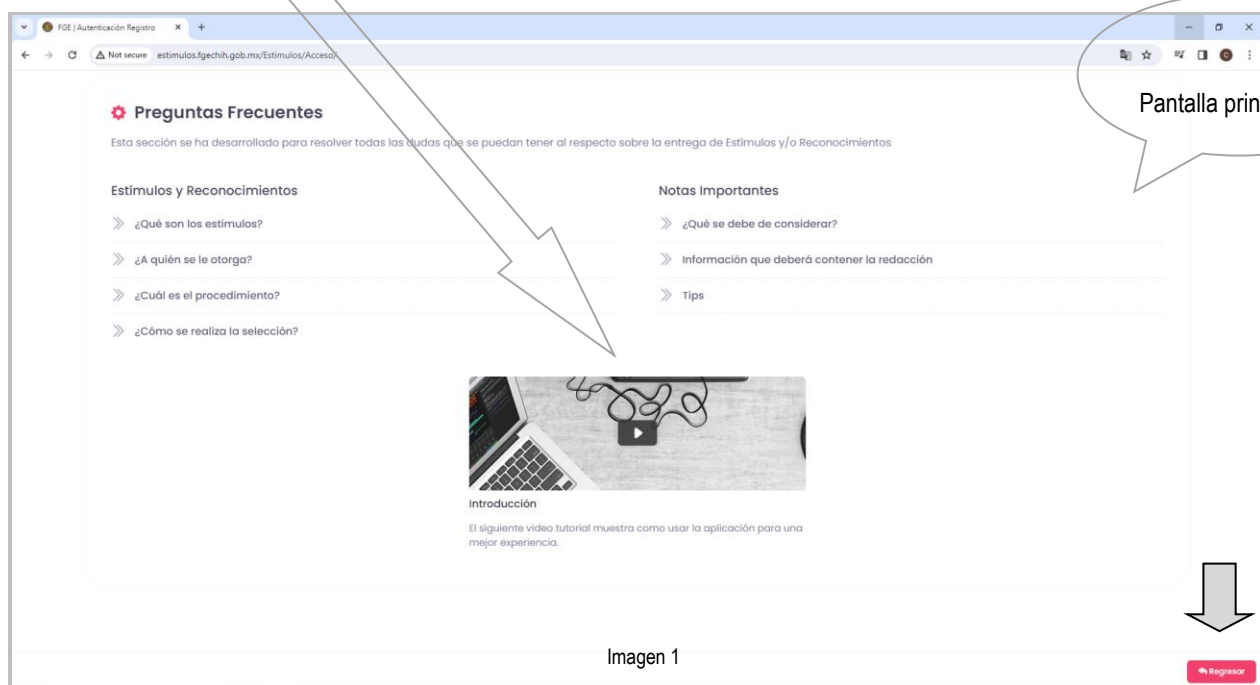 FGE | Autenticación Registro
Not secure estimulos.fgechih.gob.mx/Estimulos/Acceso/
Pantalla prin
Preguntas Frecuentes
Esta sección se ha desarrollado para resolver todas las dudas que se puedan tener al respecto sobre la entrega de Estímulos y/o Reconocimientos
Estímulos y Reconocimientos
¿Qué son los estímulos?
¿A quién se le otorga?
¿Cuál es el procedimiento?
¿Cómo se realiza la selección?
Notas Importantes
¿Qué se debe de considerar?
Información que deberá contener la redacción
Tips
Introducción
El siguiente video tutorial muestra como usar la aplicación para una
mejor experiencia.
Imagen 1
Regresar